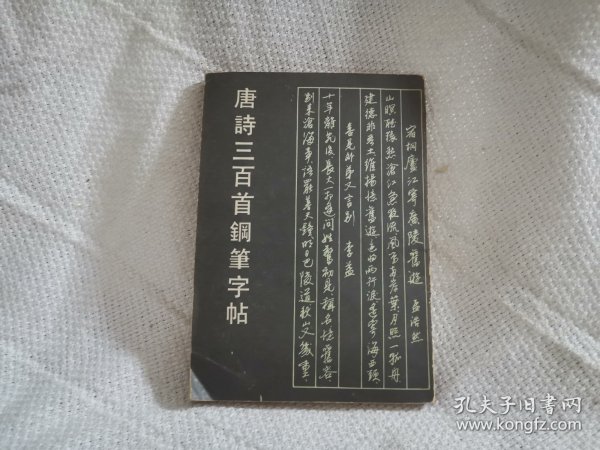 唐詩三百首鋼筆字帖
宿桐廬江寄廣陵舊遊 孟浩然
山暝聽猿愁滄江急夜流風鳴兩岸葉月照一孤舟
建德非吾土維揚憶舊遊還將兩行淚遙寄海西頭
喜見外弟又言別 李益
十年離亂後長大一相逢問姓驚初見稱名憶舊容
別來滄海事語罷暮天鐘明日巴陵道秋山又幾重
孔夫子旧书网
www.kongfz.com